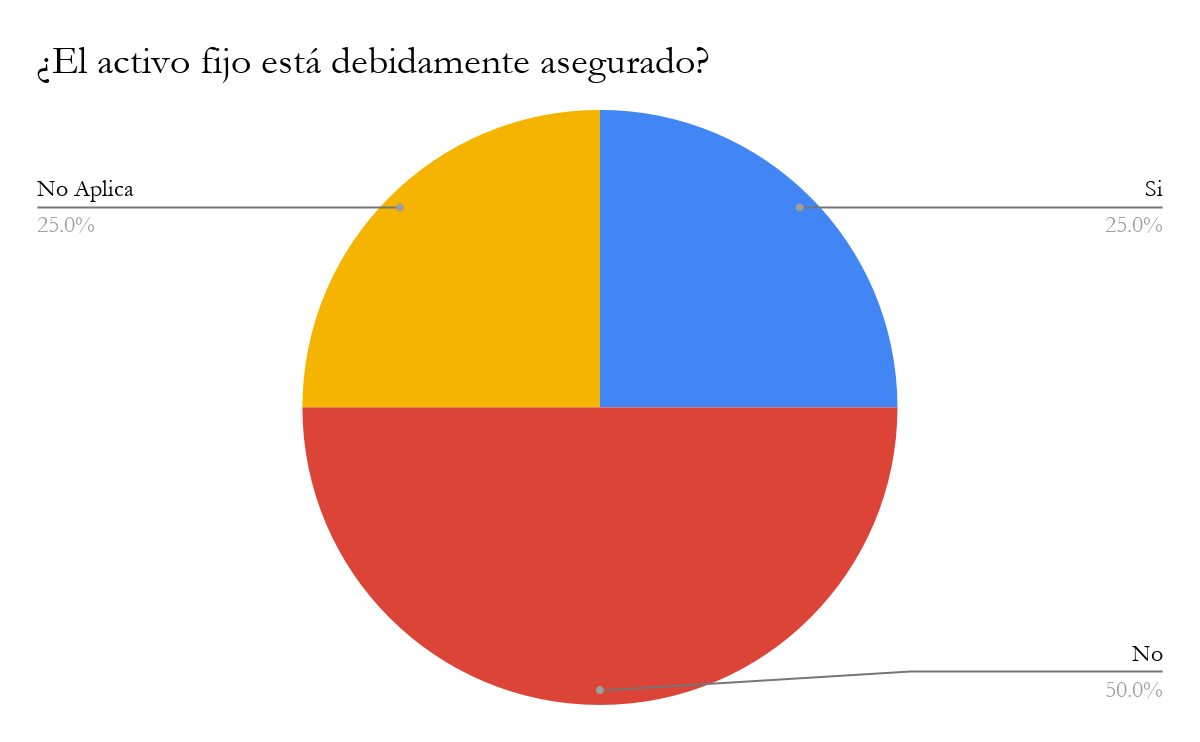 ¿El activo fijo está debidamente asegurado?
No Aplica
25.0%
Si
25.0%
No
50.0%